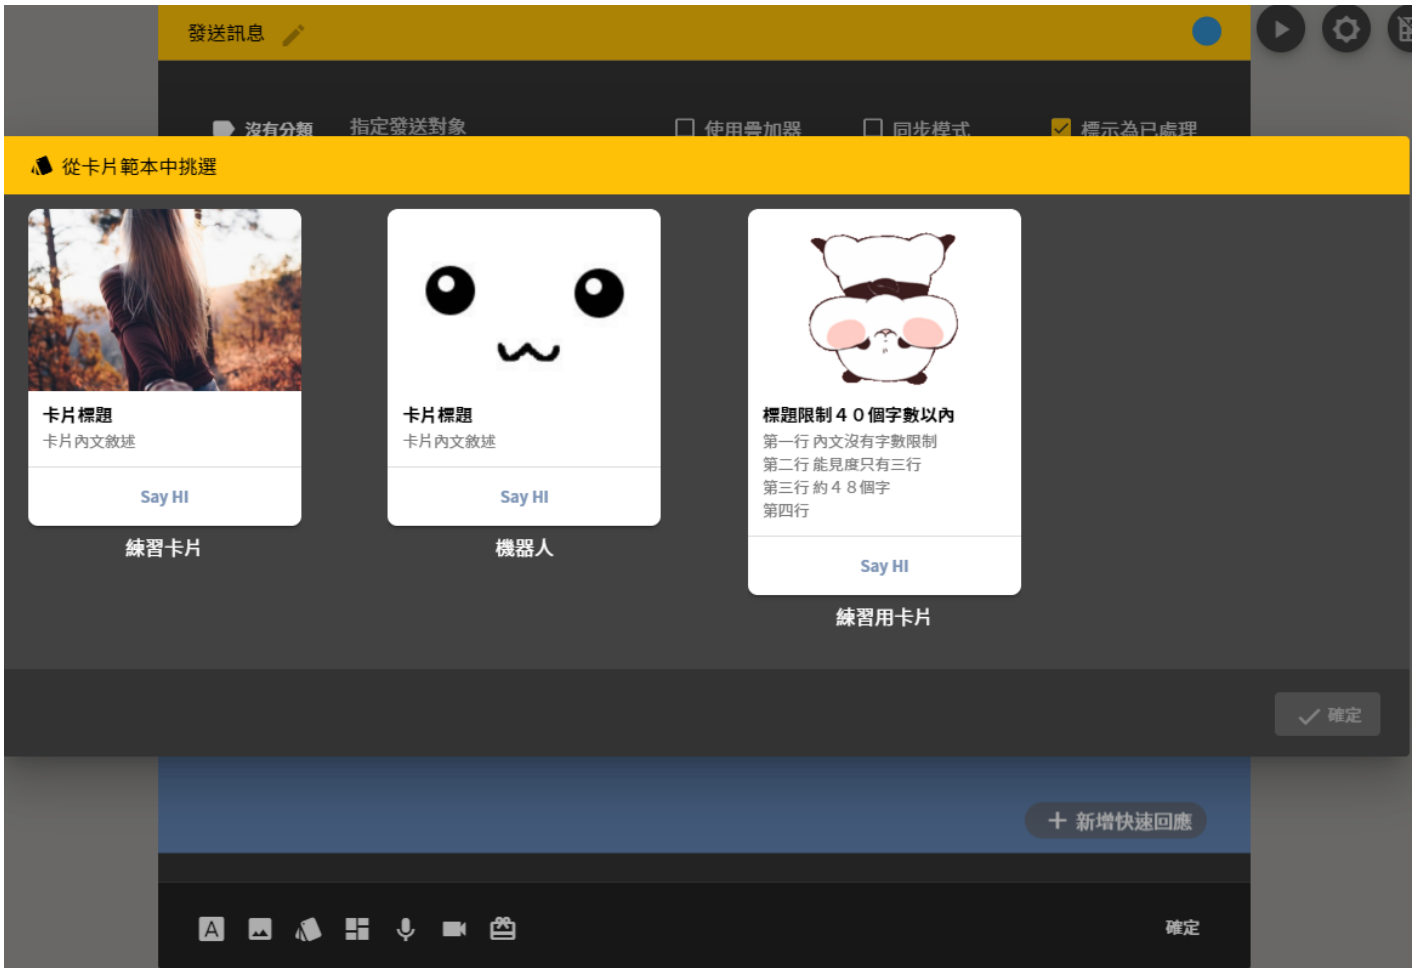 發送訊息
沒有分類
指定發送對象
使用疊加器
同步模式
標示為已處理
從卡片範本中挑選
卡片標題
卡片內文敘述
Say HI
練習卡片
卡片標題
卡片內文敘述
Say HI
機器人
標題限制４０個字數以內
第一行 內文沒有字數限制
第二行 能見度只有三行
第三行 約４８個字
第四行
Say HI
練習用卡片
確定
新增快速回應
A
確定